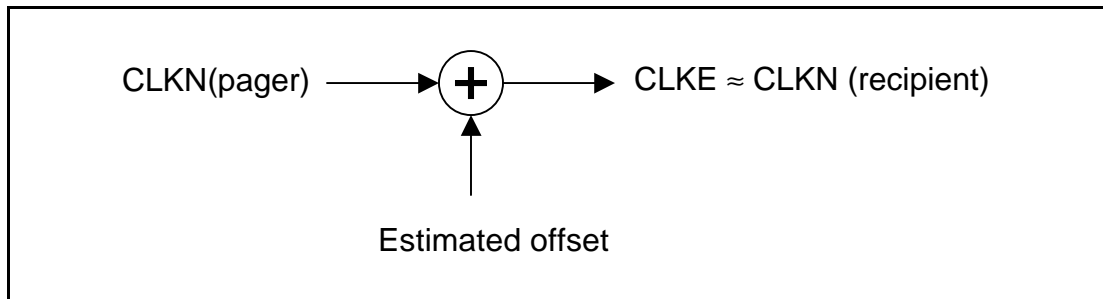 CLKN(pager)
+
CLKE ≈ CLKN (recipient)
Estimated offset